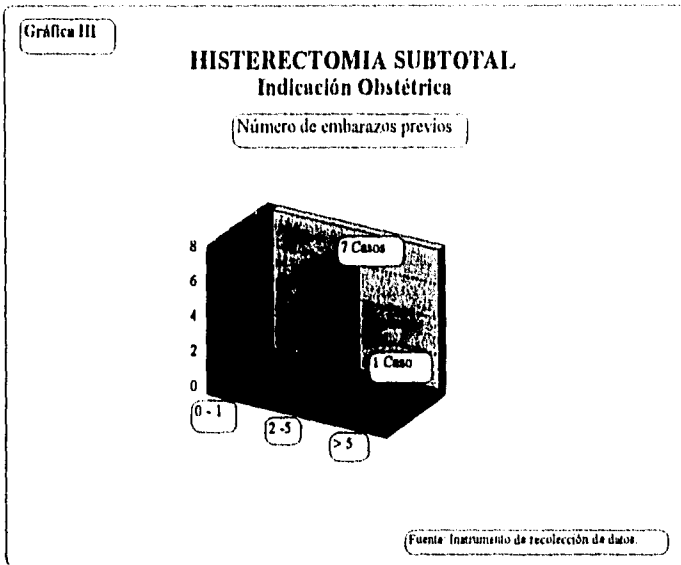 Gráfica III
HISTERECTOMIA SUBTOTAL
Indicación Obstétrica
Número de embarazos previos
8
7 Casos
6
4
2
1 Caso
0
0 - 1
2 -5
> 5
Fuente: Instrumento de recolección de datos.